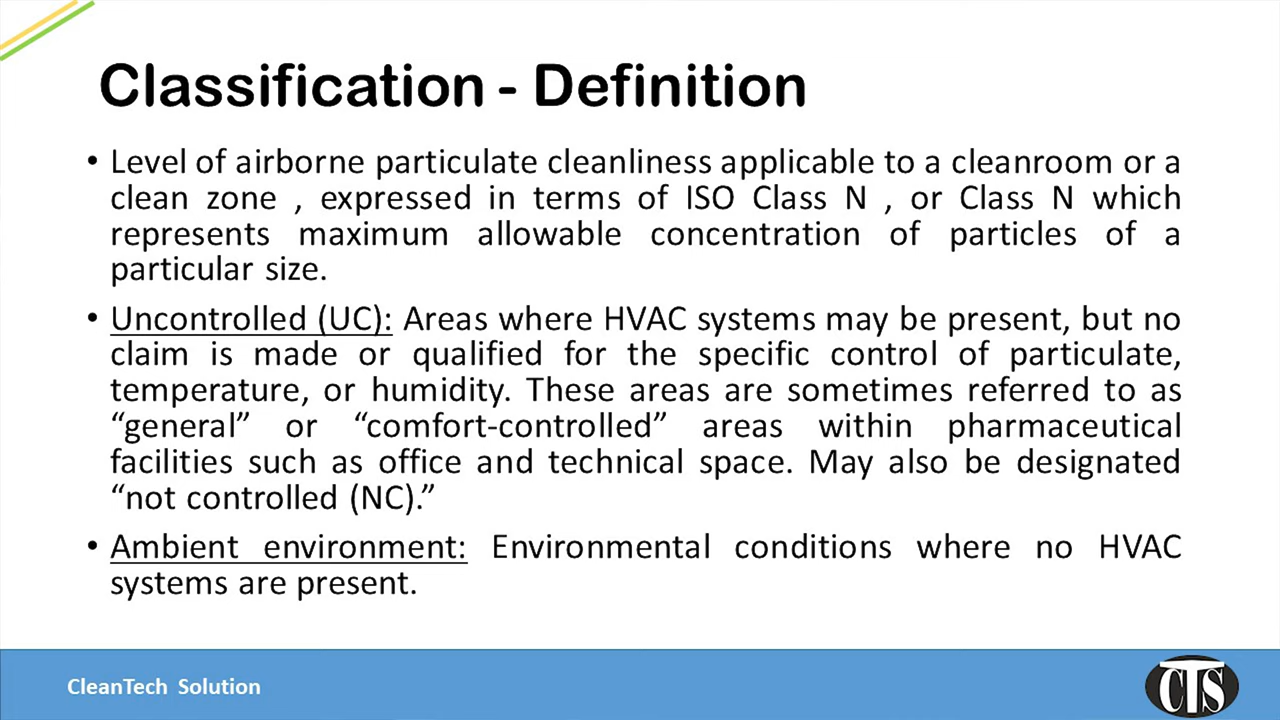 Classification - Definition
• Level of airborne particulate cleanliness applicable to a cleanroom or a
clean zone , expressed in terms of ISO Class N , or Class N which
represents maximum allowable concentration of particles of a
particular size.
• Uncontrolled (UC): Areas where HVAC systems may be present, but no
claim is made or qualified for the specific control of particulate,
temperature, or humidity. These areas are sometimes referred to as
“general” or “comfort-controlled” areas within pharmaceutical
facilities such as office and technical space. May also be designated
“not controlled (NC).”
• Ambient environment: Environmental conditions where no HVAC
systems are present.
CleanTech Solution
CTS